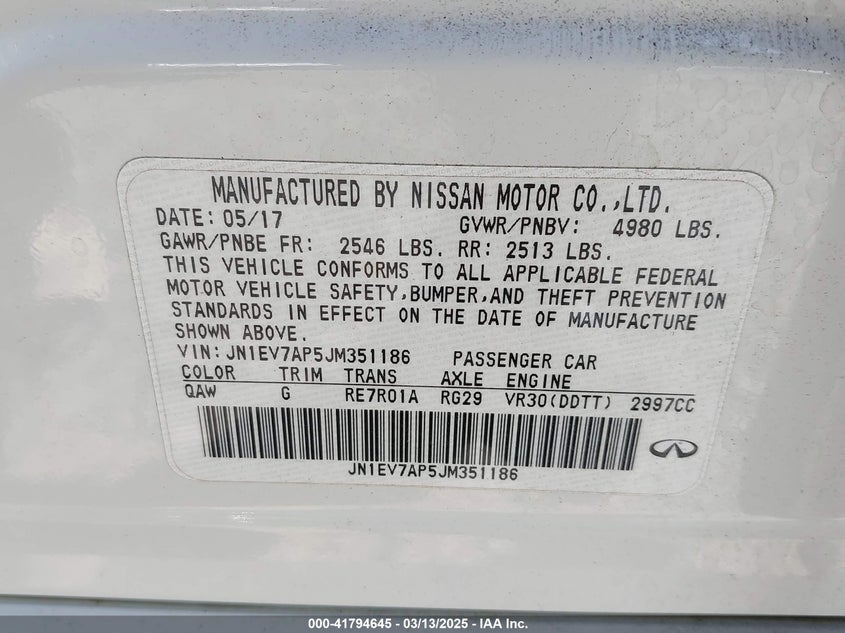 MANUFACTURED BY NISSAN MOTOR CO.,LTD.
DATE: 05/17 GVWR/PNBV: 4980 LBS.
GAWR/PNBE FR: 2546 LBS. RR: 2513 LBS.
THIS VEHICLE CONFORMS TO ALL APPLICABLE FEDERAL
MOTOR VEHICLE SAFETY,BUMPER,AND THEFT PREVENTION
STANDARDS IN EFFECT ON THE DATE OF MANUFACTURE
SHOWN ABOVE.
VIN:JN1EV7AP5JM351186 PASSENGER CAR
COLOR TRIM TRANS AXLE ENGINE
QAW G RE7R01A RG29 VR30(DDTT) 2997CC
JN1EV7AP5JM351186
000-41794645 - 03/13/2025 - IAA Inc.